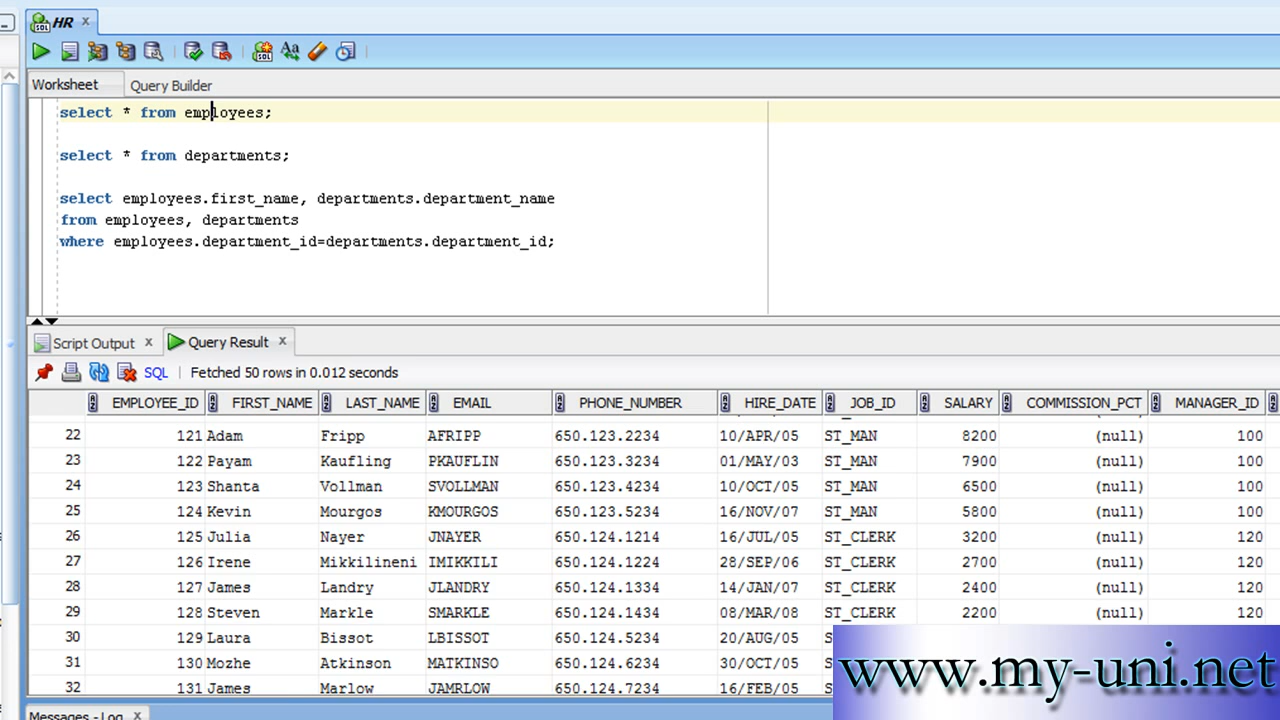 HR
Worksheet Query Builder
select * from employees;
select * from departments;
select employees.first_name, departments.department_name
from employees, departments
where employees.department_id=departments.department_id;
Script Output Query Result
SQL Fetched 50 rows in 0.012 seconds
EMPLOYEE_ID FIRST_NAME LAST_NAME EMAIL PHONE_NUMBER HIRE_DATE JOB_ID SALARY COMMISSION_PCT MANAGER_ID
22 121 Adam Fripp AFRIPP 650.123.2234 10/APR/05 ST_MAN 8200 (null) 100
23 122 Payam Kaufling PKAUFLIN 650.123.3234 01/MAY/03 ST_MAN 7900 (null) 100
24 123 Shanta Vollman SVOLLMAN 650.123.4234 10/OCT/05 ST_MAN 6500 (null) 100
25 124 Kevin Mourgos KMOURGOS 650.123.5234 16/NOV/07 ST_MAN 5800 (null) 100
26 125 Julia Nayer JNAYER 650.124.1214 16/JUL/05 ST_CLERK 3200 (null) 120
27 126 Irene Mikkilineni IMIKKILI 650.124.1224 28/SEP/06 ST_CLERK 2700 (null) 120
28 127 James Landry JLANDRY 650.124.1334 14/JAN/07 ST_CLERK 2400 (null) 120
29 128 Steven Markle SMARKLE 650.124.1434 08/MAR/08 ST_CLERK 2200 (null) 120
30 129 Laura Bissot LBISSOT 650.124.5234 20/AUG/05
31 130 Mozhe Atkinson MATKINSO 650.124.6234 30/OCT/05
32 131 James Marlow JAMRLOW 650.124.7234 16/FEB/05
www.my-uni.net
Messages - Log